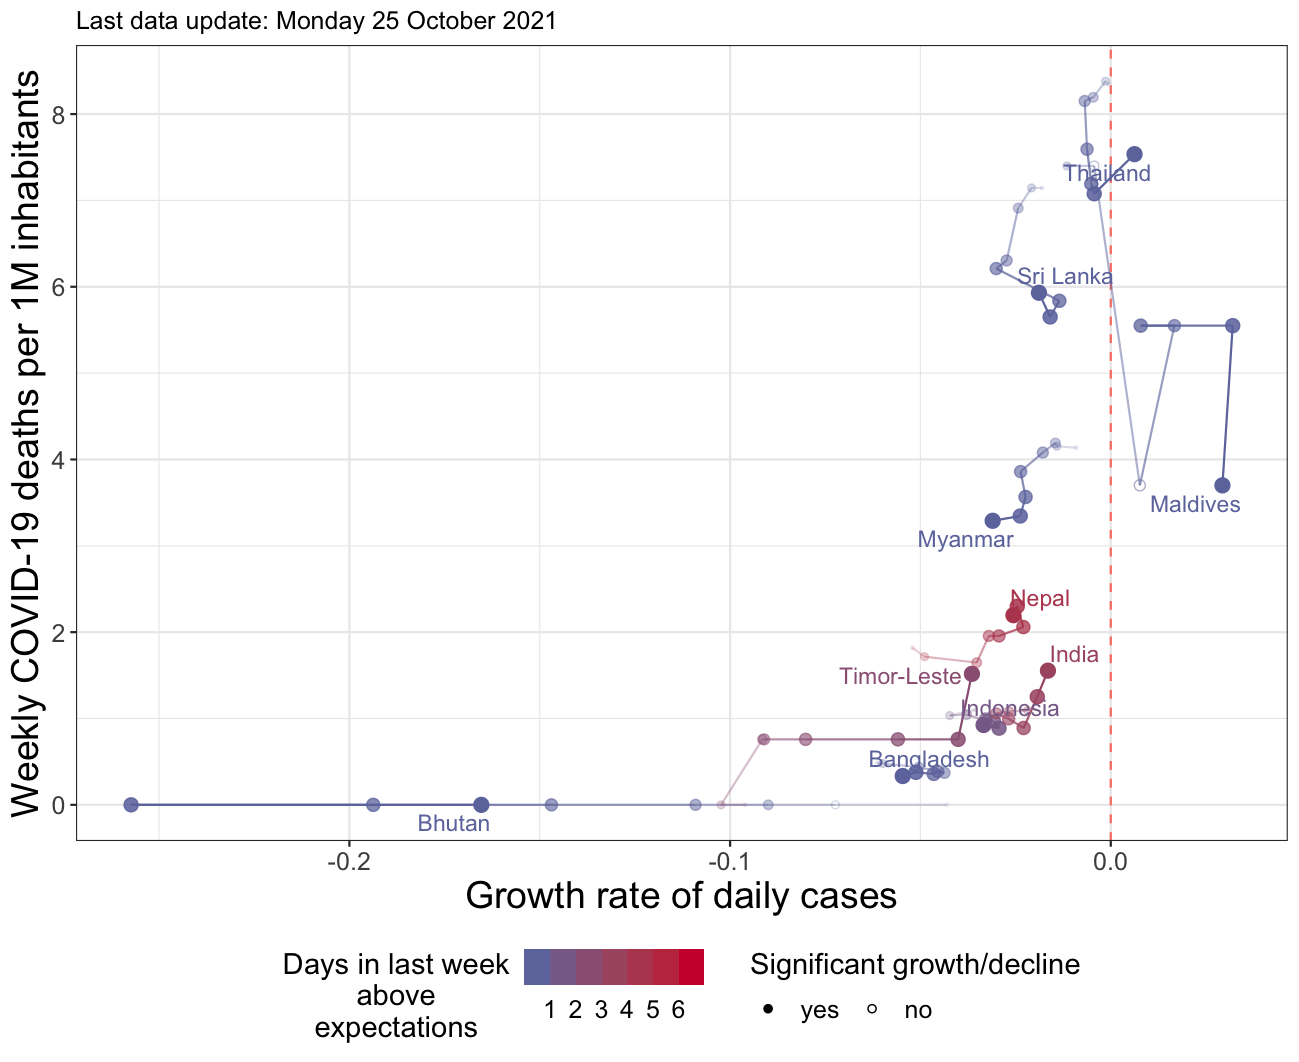 Last data update: Monday 25 October 2021
Weekly COVID-19 deaths per 1M inhabitants
8
6
4
2
0
Thailand
Sri Lanka
Maldives
Myanmar
Nepal
India
Timor-Leste
Indonesia
Bangladesh
Bhutan
-0.2 -0.1 0.0
Growth rate of daily cases
Days in last week
above
expectations
1 2 3 4 5 6
Significant growth/decline
yes no